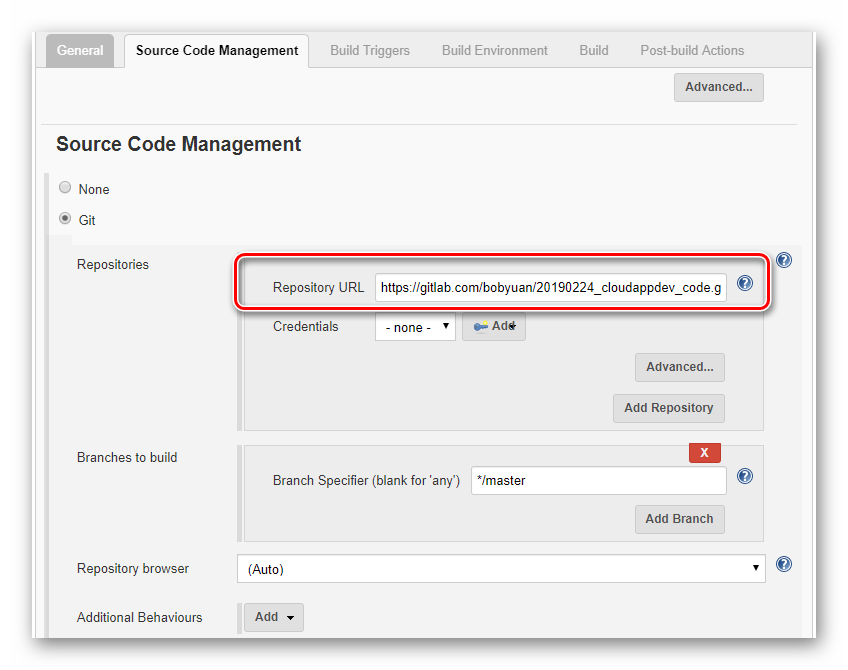 General Source Code Management Build Triggers Build Environment Build Post-build Actions
Advanced...
Source Code Management
None
Git
Repositories
Repository URL https://gitlab.com/bobyuan/20190224_cloudappdev_code.g
Credentials - none - Add
Advanced...
Add Repository
Branches to build
X
Branch Specifier (blank for 'any') */master
Add Branch
Repository browser (Auto)
Additional Behaviours Add